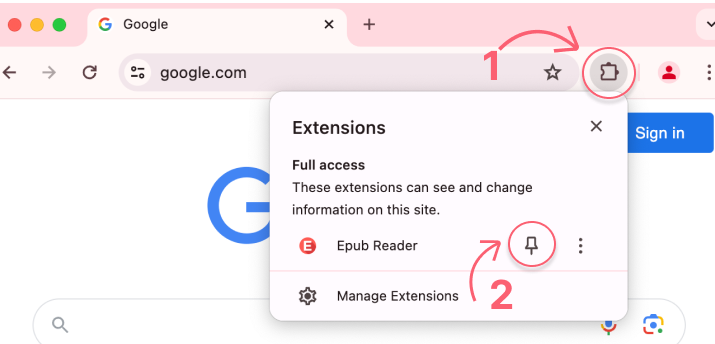 Google
1
google.com
Extensions
Sign in
Full access
These extensions can see and change
information on this site.
E
Epub Reader
2
Manage Extensions
G